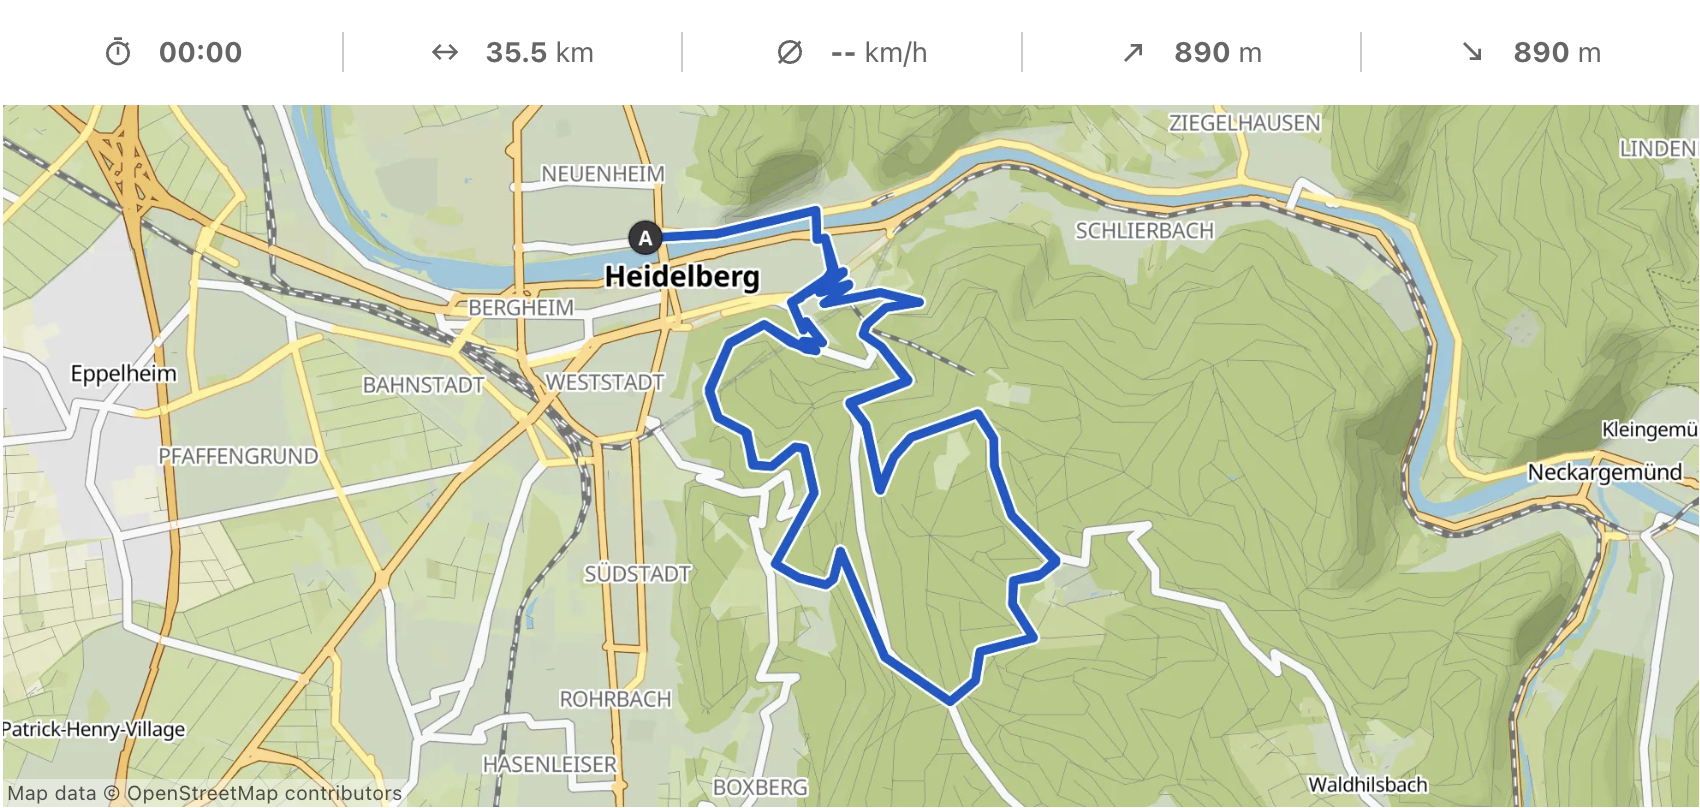 00:00
35.5 km
-- km/h
890 m
890 m
ZIEGELHAUSEN
LINDEN
NEUENHEIM
SCHLIERBACH
A
Heidelberg
BERGHEIM
Eppelheim
BAHNSTADT
WESTSTADT
Kleingemü
PFAFFENGRUND
Neckargemünd
SÜDSTADT
ROHRBACH
Patrick-Henry-Village
HASENLEISER
BOXBERG
Waldhilsbach
Map data © OpenStreetMap contributors